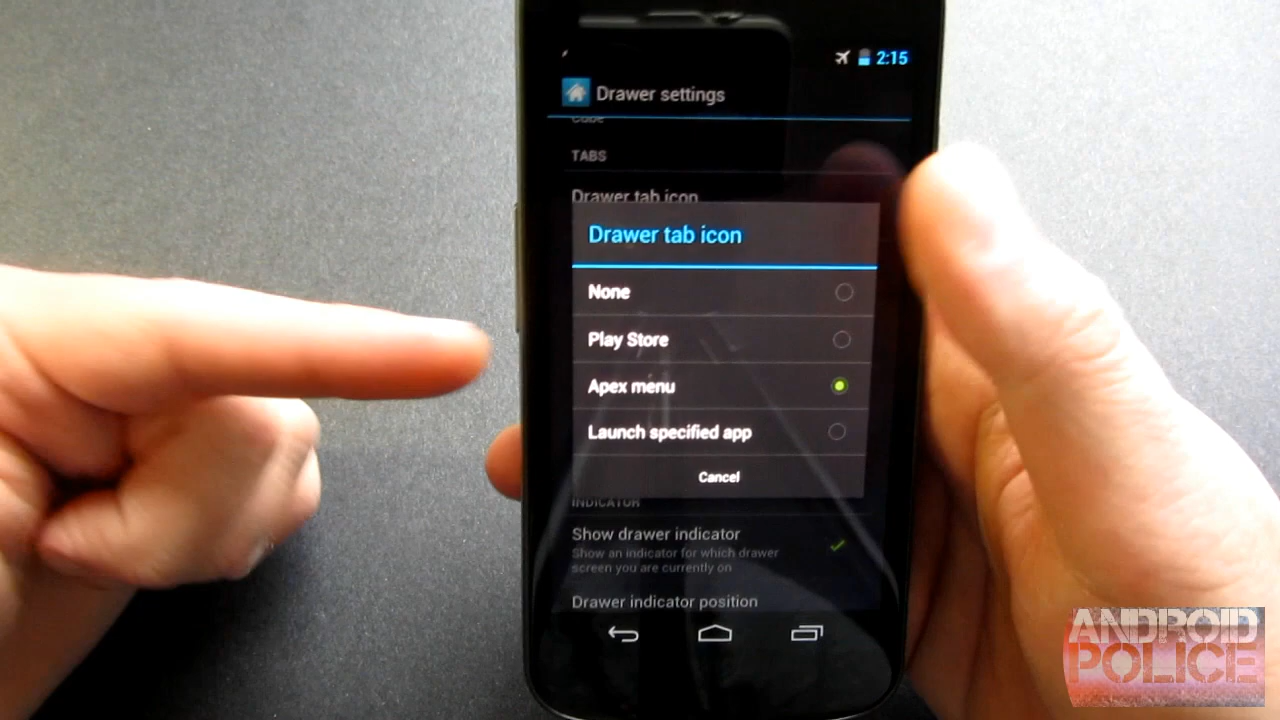 2:15
Drawer settings
Cube
TABS
Drawer tab icon
Drawer tab icon
None
Play Store
Apex menu
Launch specified app
Cancel
INDICATOR
Show drawer indicator
Show an indicator for which drawer
screen you are currently on
Drawer indicator position
ANDROID
POLICE